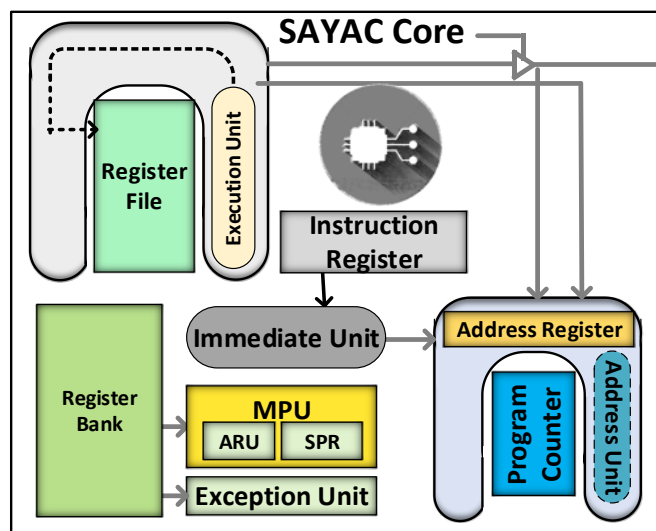 SAYAC Core
Register
File
Execution Unit
Instruction
Register
Immediate Unit
Address Register
Register
Bank
MPU
ARU
SPR
Exception Unit
Program
Counter
Address Unit